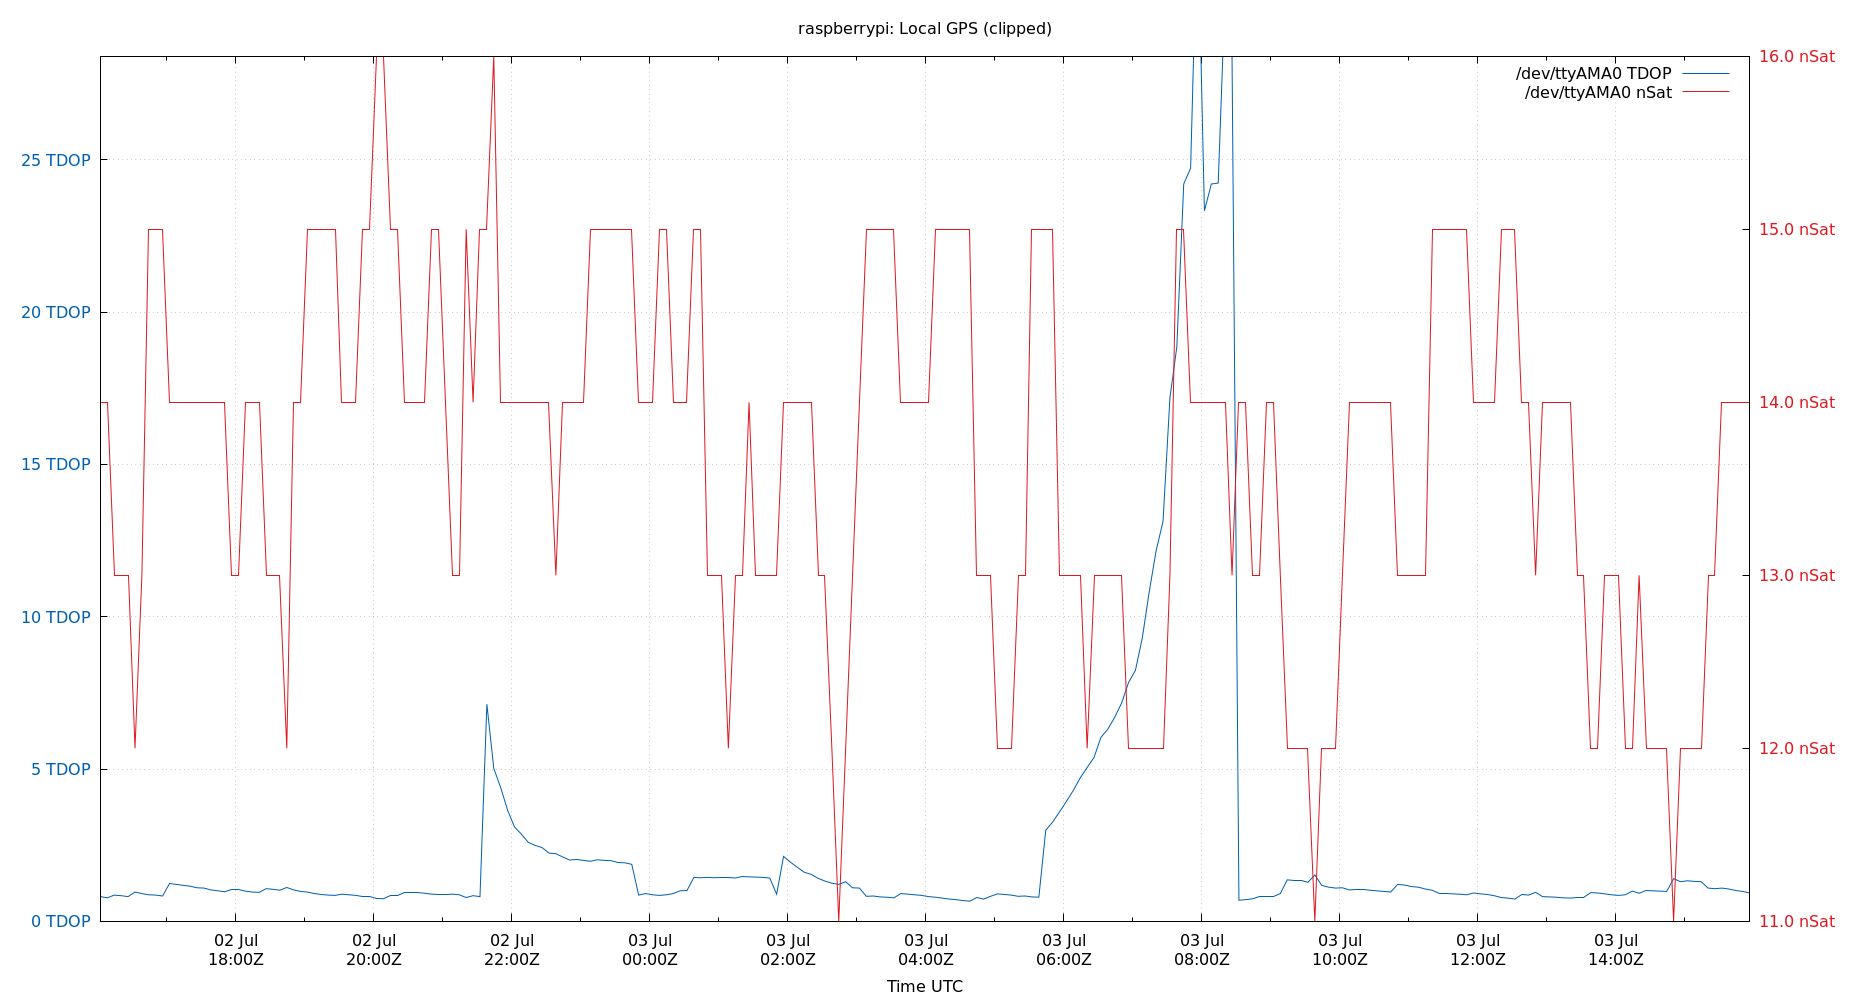 raspberrypi: Local GPS (clipped)
/dev/ttyAMA0 TDOP
/dev/ttyAMA0 nSat
25 TDOP
20 TDOP
15 TDOP
10 TDOP
5 TDOP
0 TDOP
16.0 nSat
15.0 nSat
14.0 nSat
13.0 nSat
12.0 nSat
11.0 nSat
02 Jul
18:00Z
02 Jul
20:00Z
02 Jul
22:00Z
03 Jul
00:00Z
03 Jul
02:00Z
03 Jul
04:00Z
03 Jul
06:00Z
03 Jul
08:00Z
03 Jul
10:00Z
03 Jul
12:00Z
03 Jul
14:00Z
Time UTC